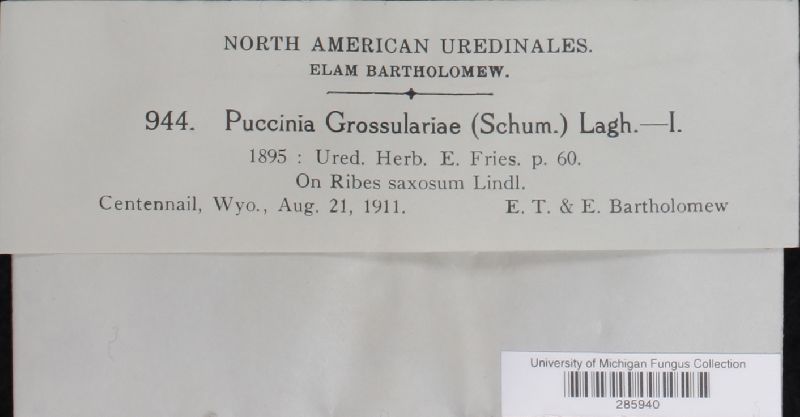 NORTH AMERICAN UREDINALES.
ELAM BARTHOLOMEW.
944. Puccinia Grossulariae (Schum.) Lagh.—I.
1895 : Ured. Herb. E. Fries. p. 60.
On Ribes saxosum Lindl.
Centennail, Wyo., Aug. 21, 1911. E. T. & E. Bartholomew
University of Michigan Fungus Collection
285940